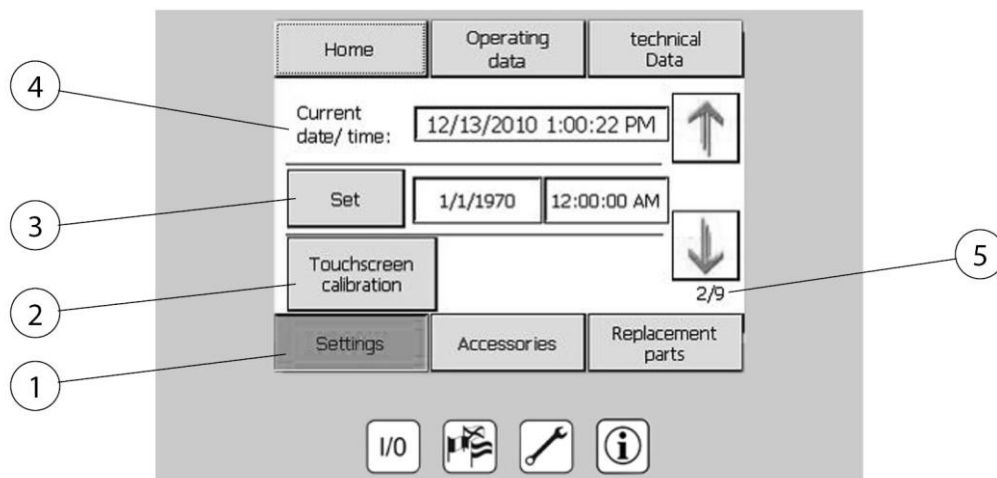 Home
Operating
data
technical
Data
4
Current
date/ time:
12/13/2010 1:00:22 PM
3
Set
1/1/1970
12:00:00 AM
5
2
Touchscreen
calibration
2/9
1
Settings
Accessories
Replacement
parts
I/0
i